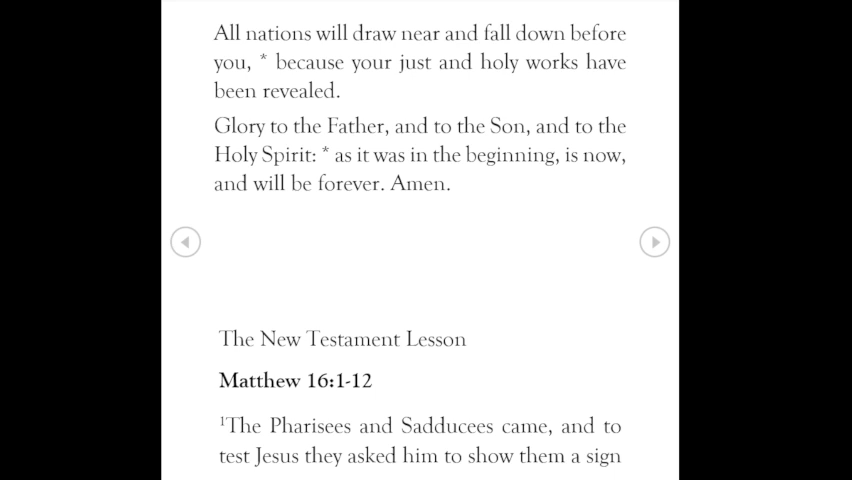 All nations will draw near and fall down before
you, * because your just and holy works have
been revealed.
Glory to the Father, and to the Son, and to the
Holy Spirit: * as it was in the beginning, is now,
and will be forever. Amen.
The New Testament Lesson
Matthew 16:1-12
¹The Pharisees and Sadducees came, and to
test Jesus they asked him to show them a sign